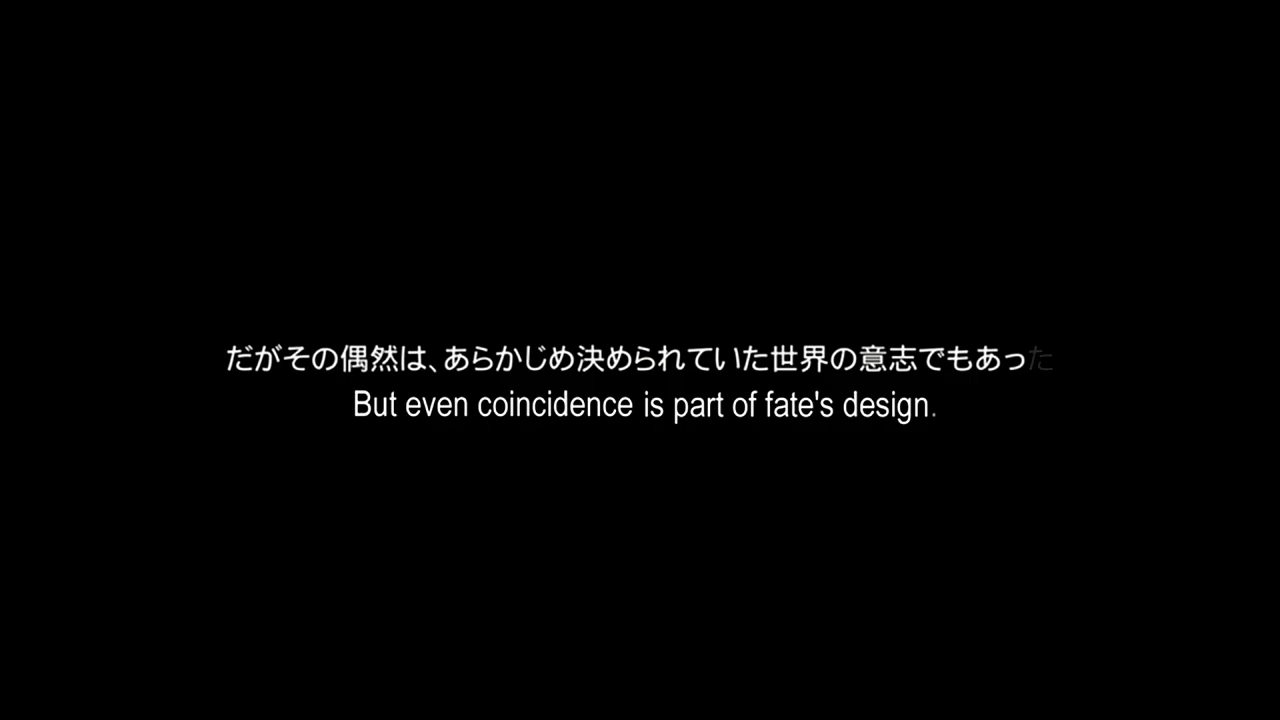 だがその偶然は、あらかじめ決められていた世界の意志でもあった
But even coincidence is part of fate's design.